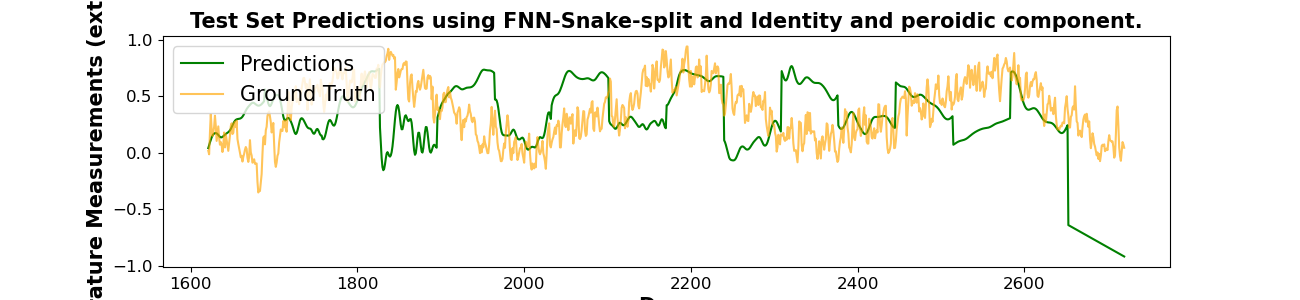 Test Set Predictions using FNN-Snake-split and Identity and peroidic component.
Predictions
Ground Truth
rature Measurements (ext
1.0
0.5
0.0
−0.5
−1.0
1600
1800
2000
2200
2400
2600